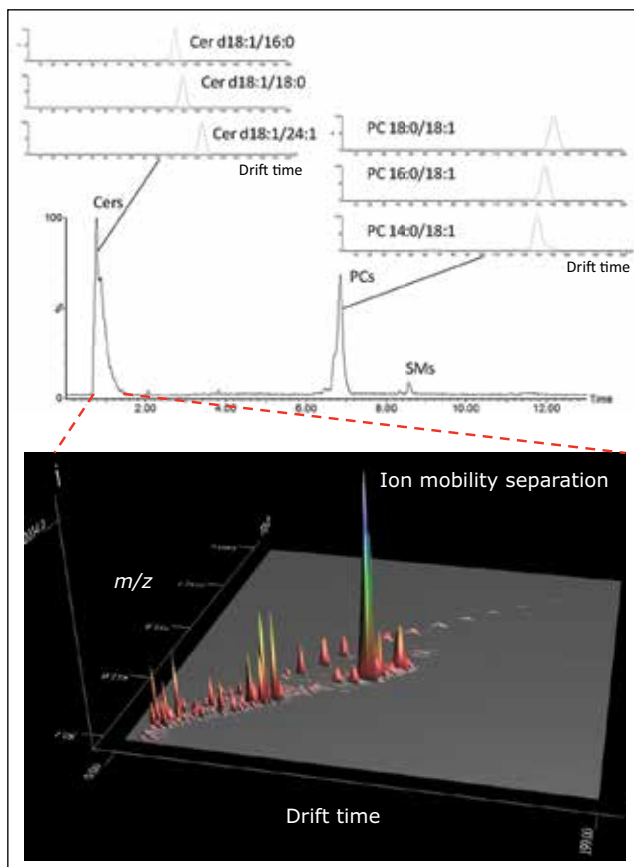 Cer d18:1/16:0
Cer d18:1/18:0
Cer d18:1/24:1
Drift time
PC 18:0/18:1
PC 16:0/18:1
PC 14:0/18:1
Drift time
Cers
100
PCs
%
SMs
0
Time
2.00
4.00
6.00
8.00
10.00
12.00
Ion mobility separation
m/z
Drift time